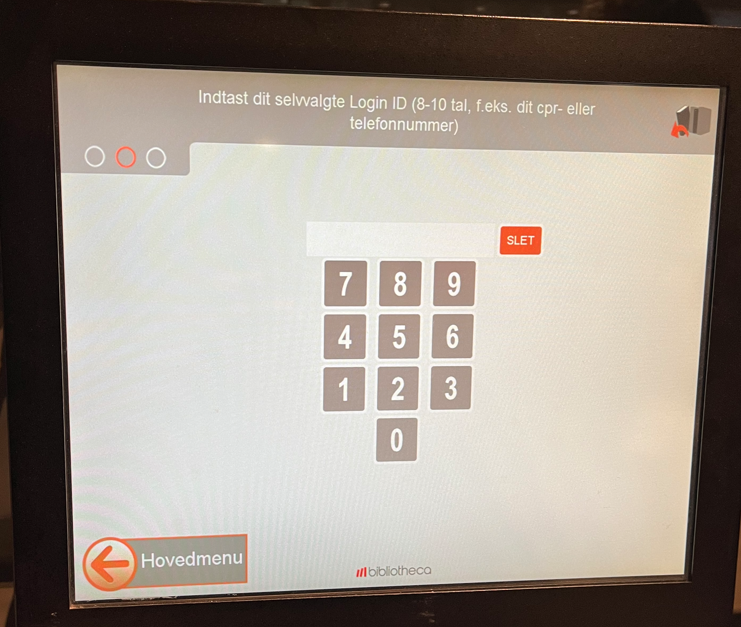 Indtast dit selvvalgte Login ID (8-10 tal, f.eks. dit cpr- eller
telefonnummer)
SLET
7 8 9
4 5 6
1 2 3
0
Hovedmenu
bibliotheca